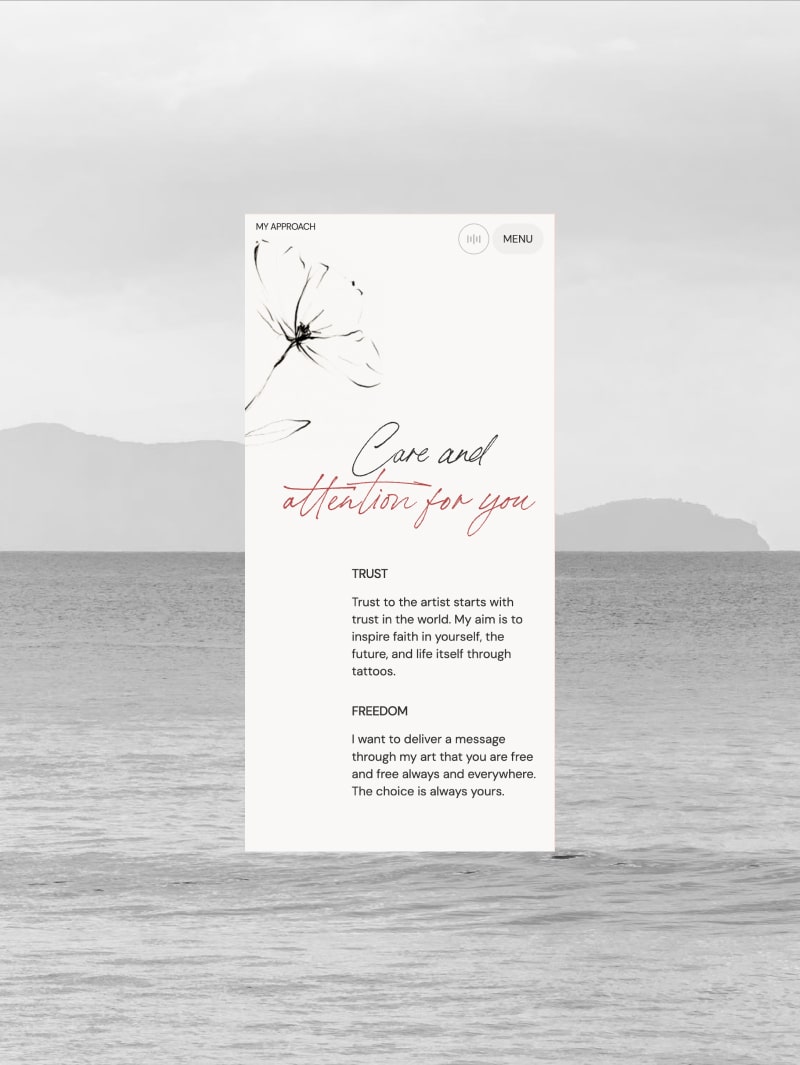 MY APPROACH
MENU
Care and
attention for you
TRUST
Trust to the artist starts with
trust in the world. My aim is to
inspire faith in yourself, the
future, and life itself through
tattoos.
FREEDOM
I want to deliver a message
through my art that you are free
and free always and everywhere.
The choice is always yours.